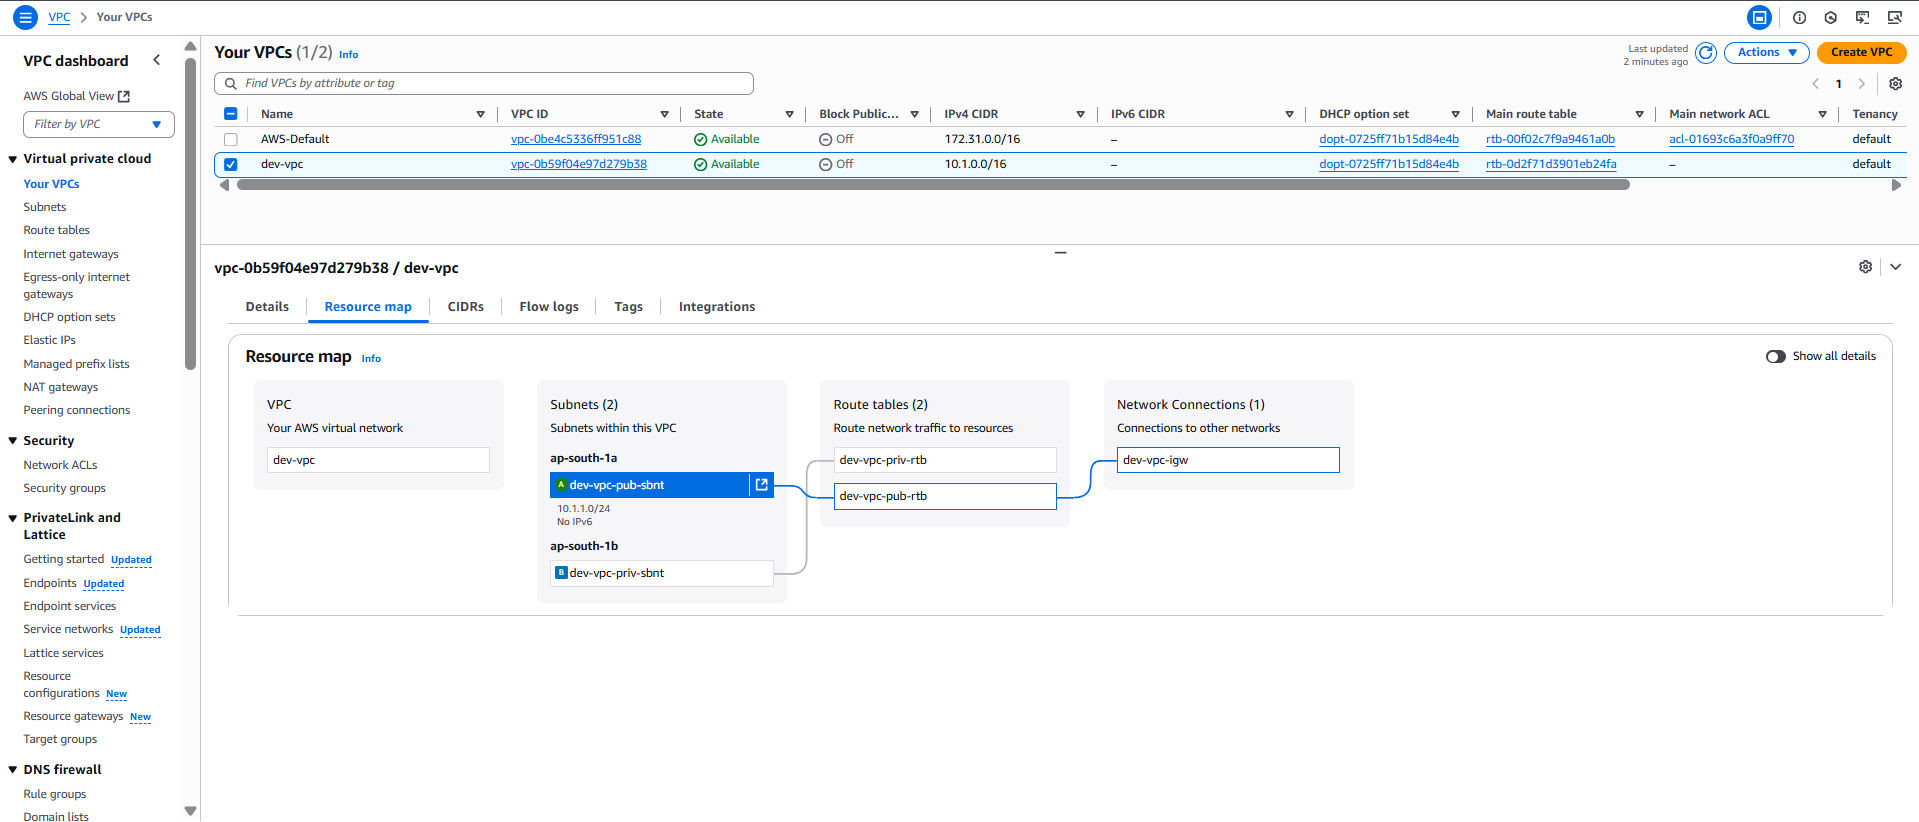 VPC > Your VPCs
VPC dashboard
AWS Global View
Filter by VPC
Virtual private cloud
Your VPCs
Subnets
Route tables
Internet gateways
Egress-only internet
gateways
DHCP option sets
Elastic IPs
Managed prefix lists
NAT gateways
Peering connections
Security
Network ACLs
Security groups
PrivateLink and
Lattice
Getting started Updated
Endpoints Updated
Endpoint services
Service networks Updated
Lattice services
Resource
configurations New
Resource gateways New
Target groups
DNS firewall
Rule groups
Domain lists
Your VPCs (1/2) Info
Last updated
2 minutes ago
Actions
Create VPC
Find VPCs by attribute or tag
1
Name VPC ID State Block Public... IPv4 CIDR IPv6 CIDR DHCP option set Main route table Main network ACL Tenancy
AWS-Default vpc-0be4c5336ff951c88 Available Off 172.31.0.0/16 – dopt-0725ff71b15d84e4b rtb-00f02c7f9a9461a0b acl-01693c6a3f0a9ff70 default
dev-vpc vpc-0b59f04e97d279b38 Available Off 10.1.0.0/16 – dopt-0725ff71b15d84e4b rtb-0d2f71d3901eb24fa – default
vpc-0b59f04e97d279b38 / dev-vpc
Details Resource map CIDRs Flow logs Tags Integrations
Resource map Info
Show all details
VPC
Your AWS virtual network
dev-vpc
Subnets (2)
Subnets within this VPC
ap-south-1a
A dev-vpc-pub-sbnt
10.1.1.0/24
No IPv6
ap-south-1b
B dev-vpc-priv-sbnt
Route tables (2)
Route network traffic to resources
dev-vpc-priv-rtb
dev-vpc-pub-rtb
Network Connections (1)
Connections to other networks
dev-vpc-igw